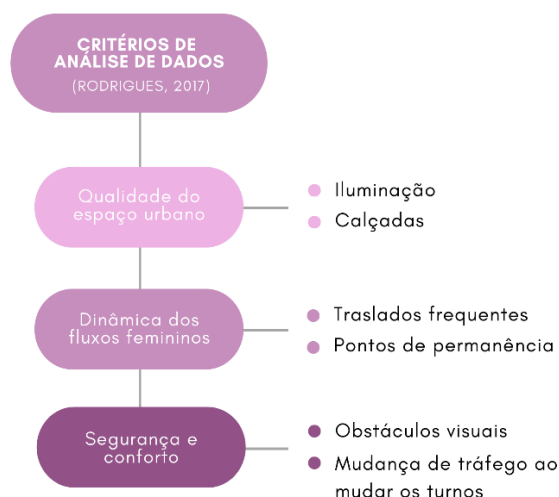 CRITÉRIOS DE
ANÁLISE DE DADOS
(RODRIGUES, 2017)
Qualidade do
espaço urbano
Iluminação
Calçadas
Dinâmica dos
fluxos femininos
Traslados frequentes
Pontos de permanência
Segurança e
conforto
Obstáculos visuais
Mudança de tráfego ao
mudar os turnos